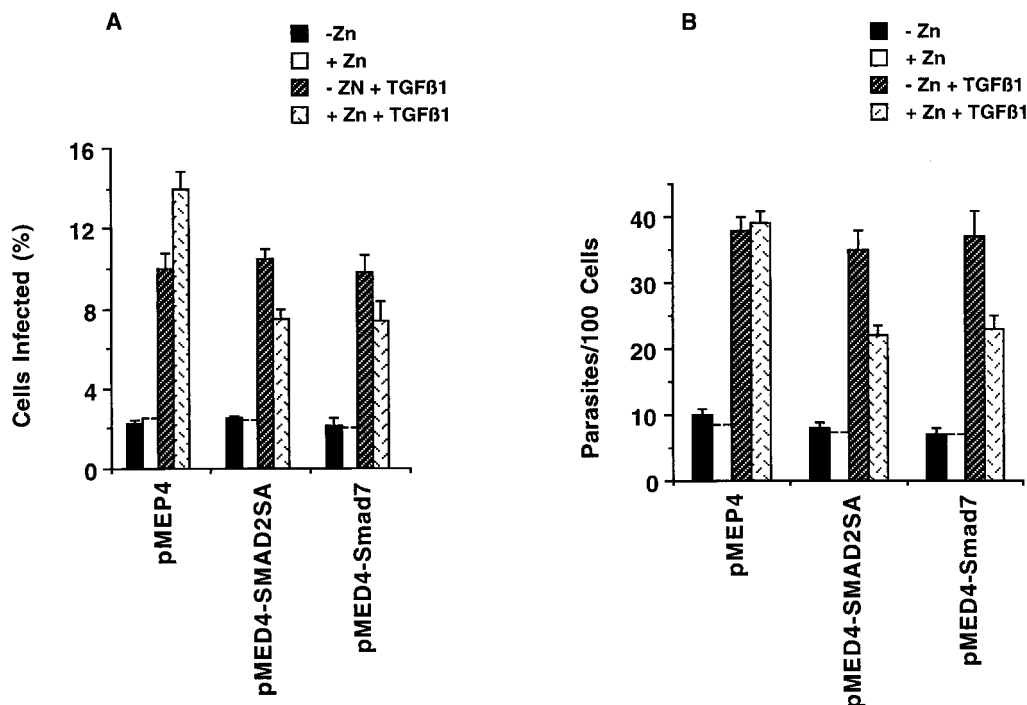 A
-Zn
+ Zn
- ZN + TGFß1
+ Zn + TGFß1
Cells Infected (%)
16
12
8
4
0
pMEP4
pMED4-SMAD2SA
pMED4-Smad7
B
- Zn
+ Zn
- Zn + TGFß1
+ Zn + TGFß1
Parasites/100 Cells
40
30
20
10
0
pMEP4
pMED4-SMAD2SA
pMED4-Smad7